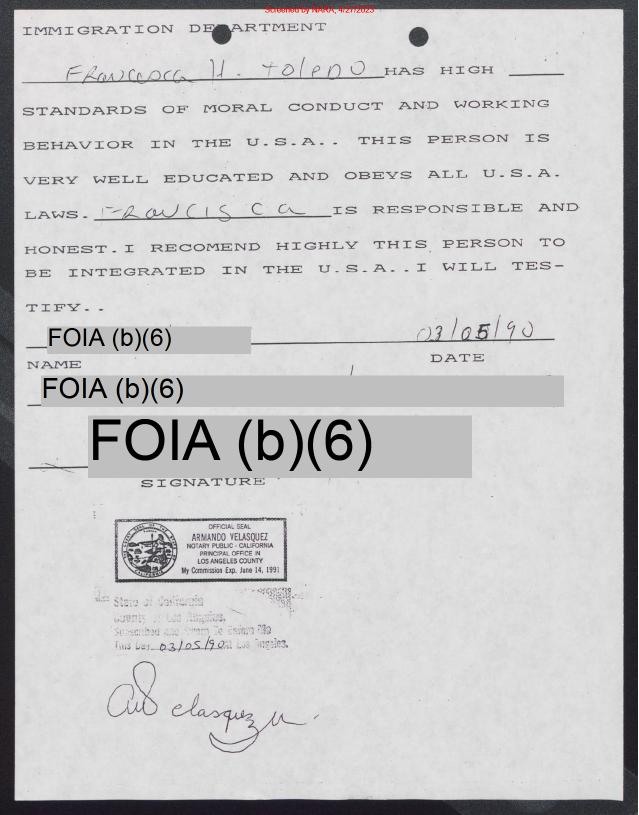 Screened by NARA, 4/27/2023
IMMIGRATION DEPARTMENT
H. Toledo HAS HIGH
STANDARDS OF MORAL CONDUCT AND WORKING
BEHAVIOR IN THE U.S.A.. THIS PERSON IS
VERY WELL EDUCATED AND OBEYS ALL U.S.A.
LAWS. FRANCISCA IS RESPONSIBLE AND
HONEST. I RECOMEND HIGHLY THIS PERSON TO
BE INTEGRATED IN THE U.S.A..I WILL TES-
TIFY..
FOIA (b)(6) 03/05/90
NAME DATE
FOIA (b)(6)
FOIA (b)(6)
SIGNATURE
OFFICIAL SEAL
ARMANDO VELASQUEZ
NOTARY PUBLIC - CALIFORNIA
PRINCIPAL OFFICE IN
LOS ANGELES COUNTY
My Commission Exp. June 14, 1991
State of California
County of Los Angeles.
Subscribed and Sworn To Before Me
This Day 03/05/90 At Los Angeles.
Velasquez